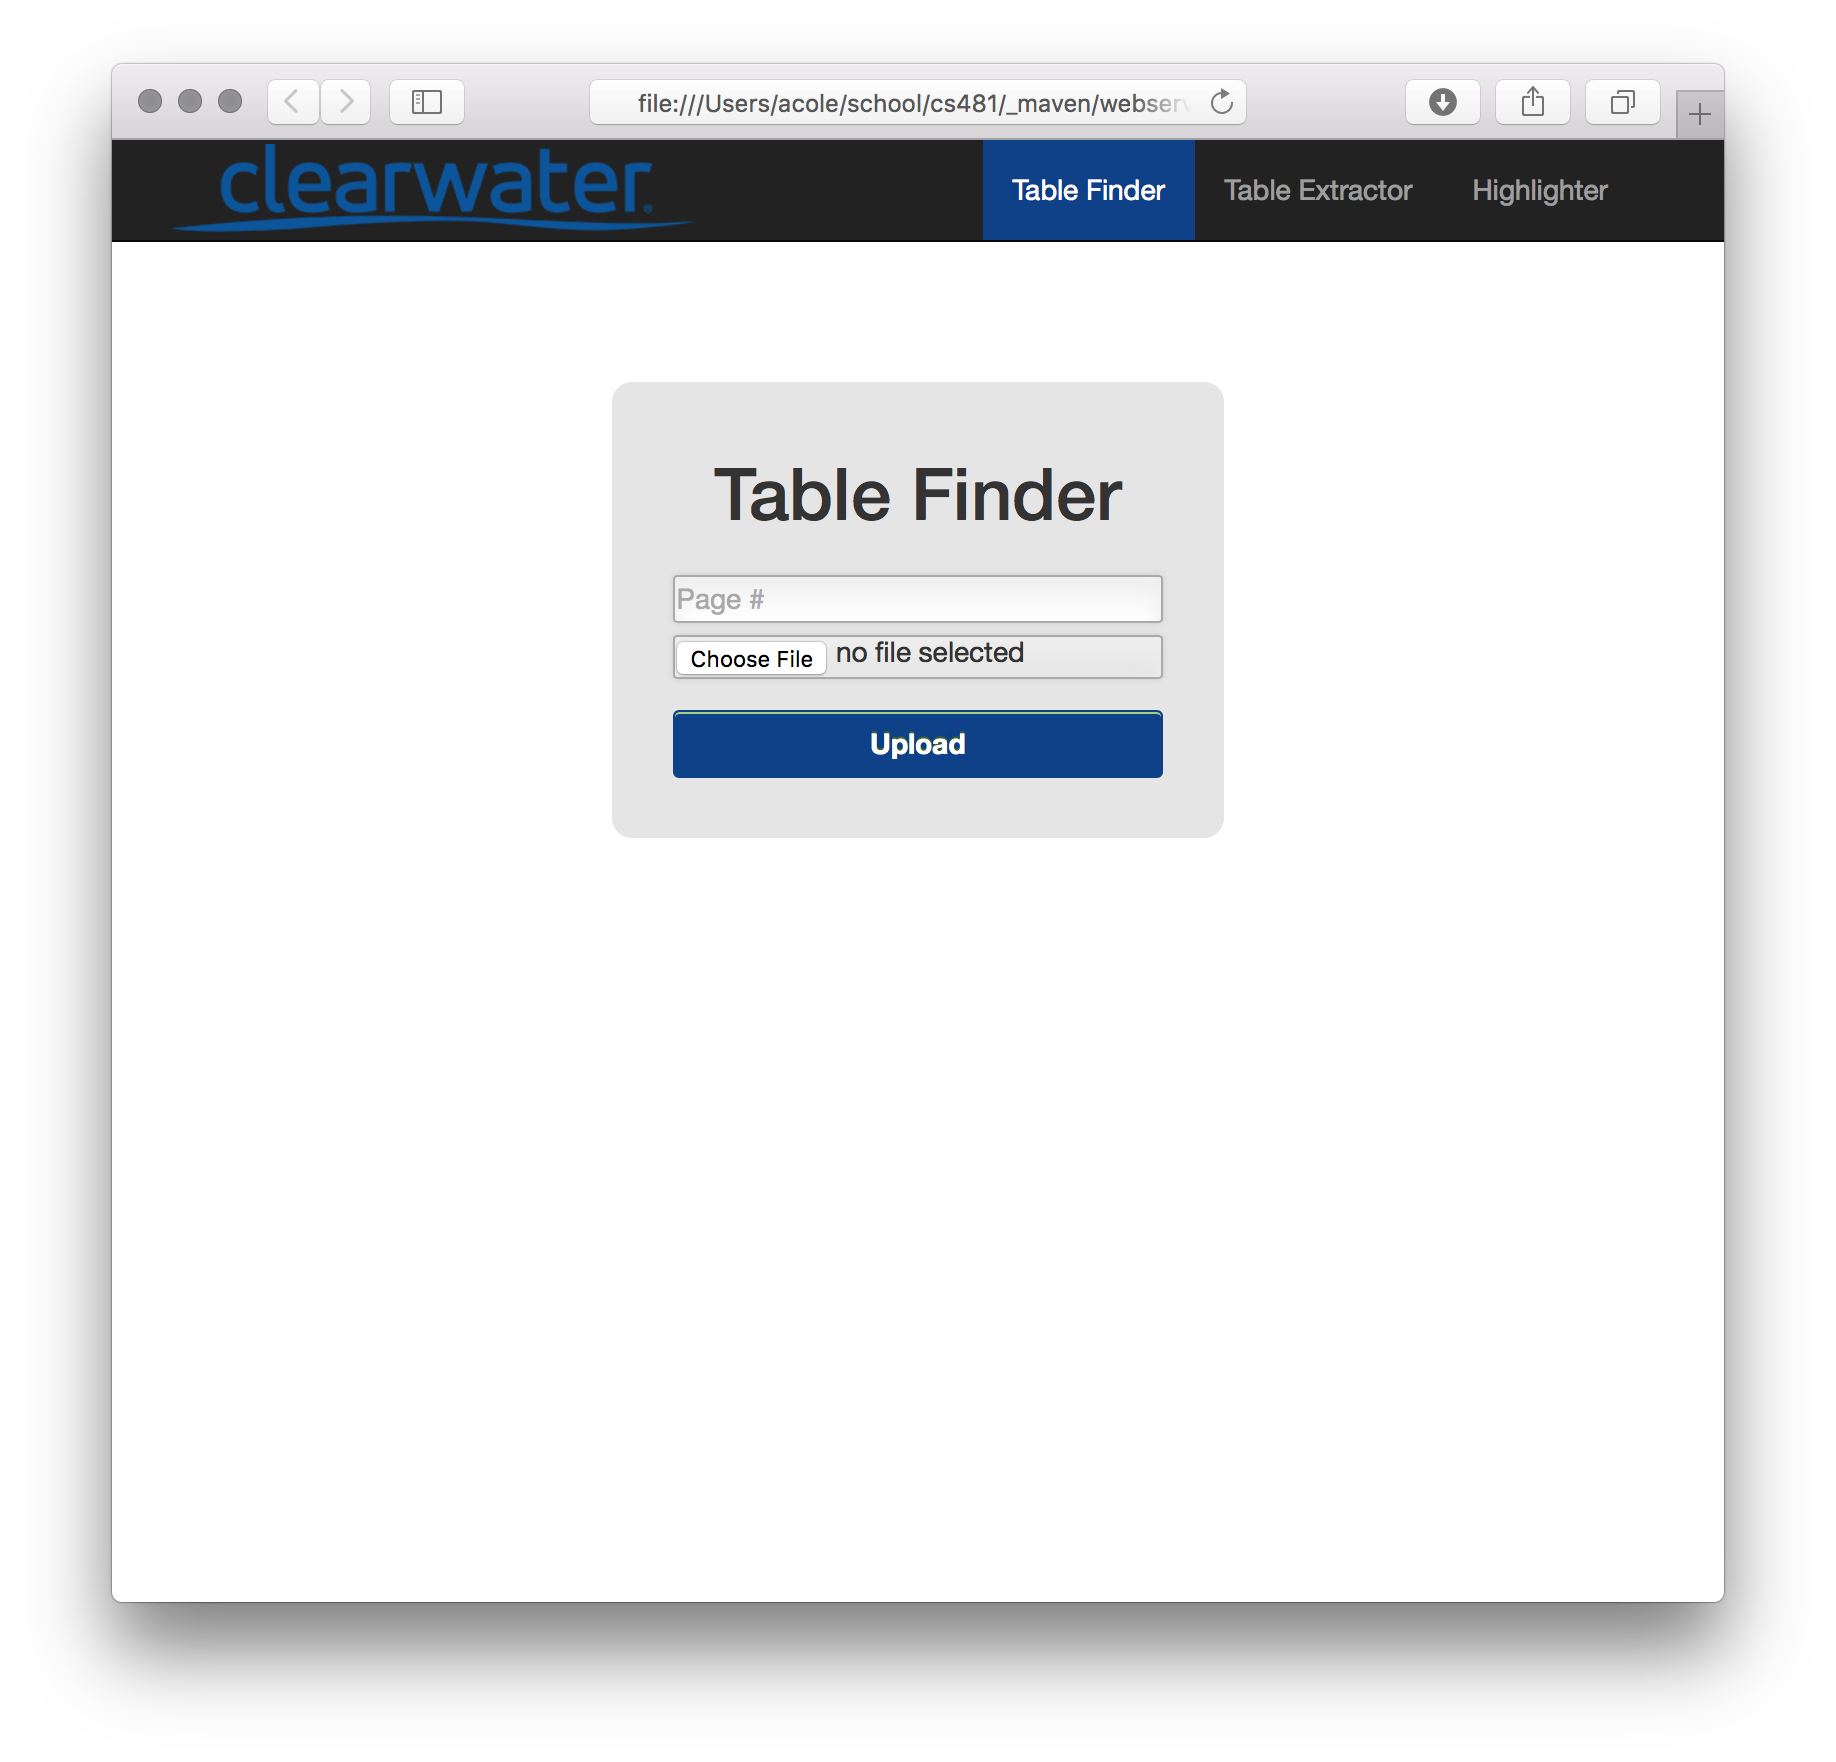 file:///Users/acole/school/cs481/_maven/webserv
clearwater®
Table Finder
Table Extractor
Highlighter
Table Finder
Page #
Choose File no file selected
Upload